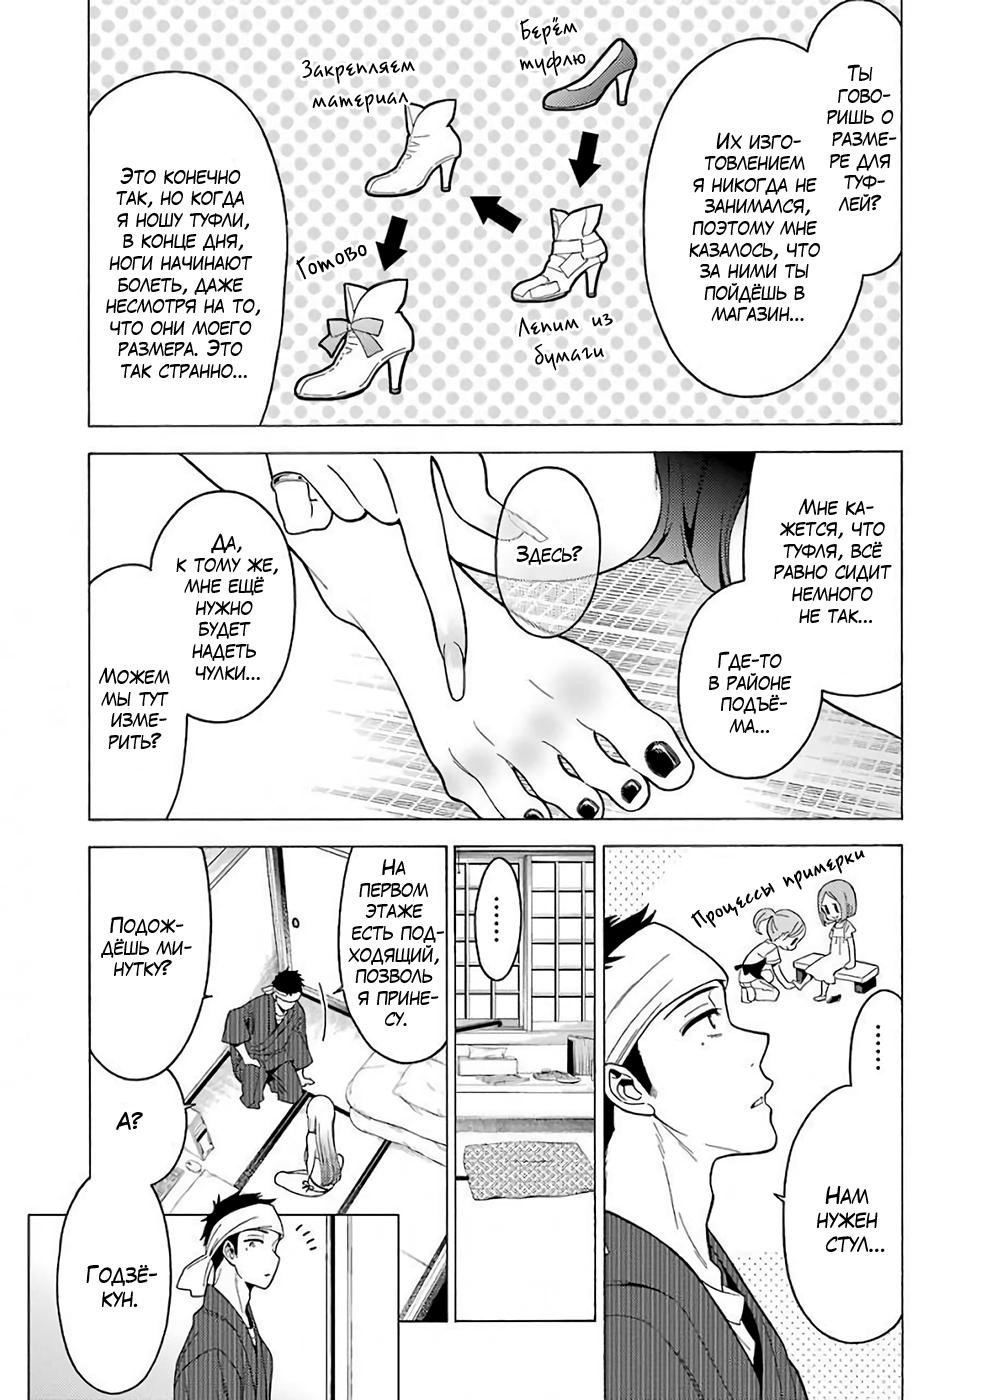 Ты
гово-
ришь о
разме-
ре для
туф-
лей?
Их изго-
товлением
я никогда не
занимался,
поэтому мне
казалось, что
за ними ты
пойдёшь в
магазин...
Берём
туфлю
Лепим из
бумаги
Закрепляем
материал
Готово
Это конечно
так, но когда
я ношу туфли,
в конце дня,
ноги начинают
болеть, даже
несмотря на то,
что они моего
размера. Это
так странно...
Мне ка-
жется, что
туфля, всё
равно сидит
немного
не так...
Где-то
в районе
подъё-
ма...
Здесь?
Да,
к тому же,
мне ещё
нужно
будет
надеть
чулки...
Можем
мы тут
изме-
рить?
Процессы примерки
......
Нам
нужен
стул...
......
На
первом
этаже
есть под-
ходящий,
позволь
я прине-
су.
Подож-
дёшь ми-
нутку?
А?
Годзё-
кун.